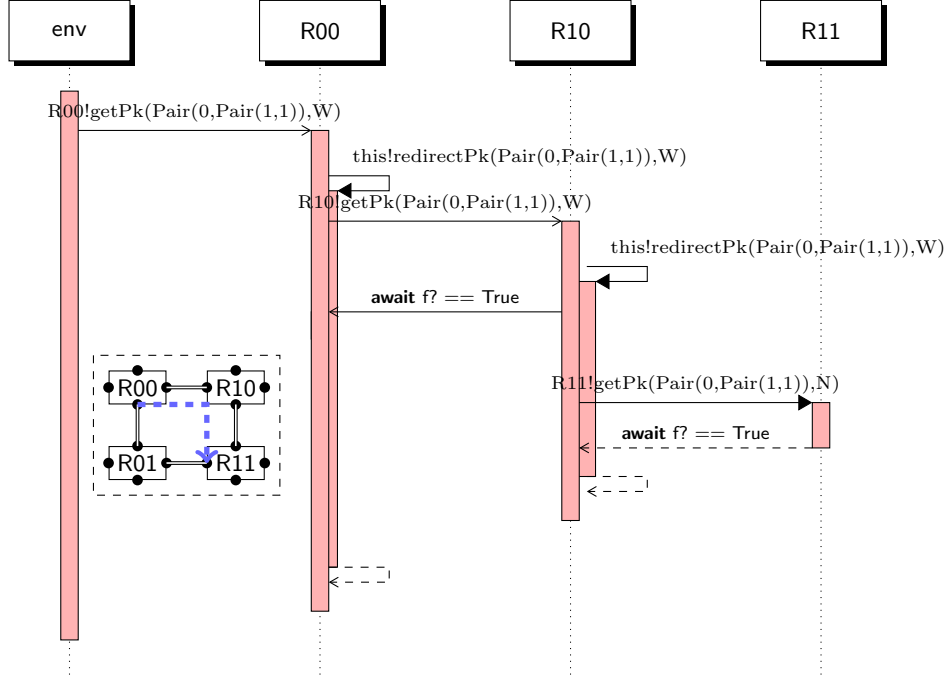 env
R00
R10
R11
R00!getPk(Pair(0,Pair(1,1)),W)
this!redirectPk(Pair(0,Pair(1,1)),W)
R10!getPk(Pair(0,Pair(1,1)),W)
this!redirectPk(Pair(0,Pair(1,1)),W)
await f? == True
R11!getPk(Pair(0,Pair(1,1)),N)
await f? == True
R00
R10
R01
R11